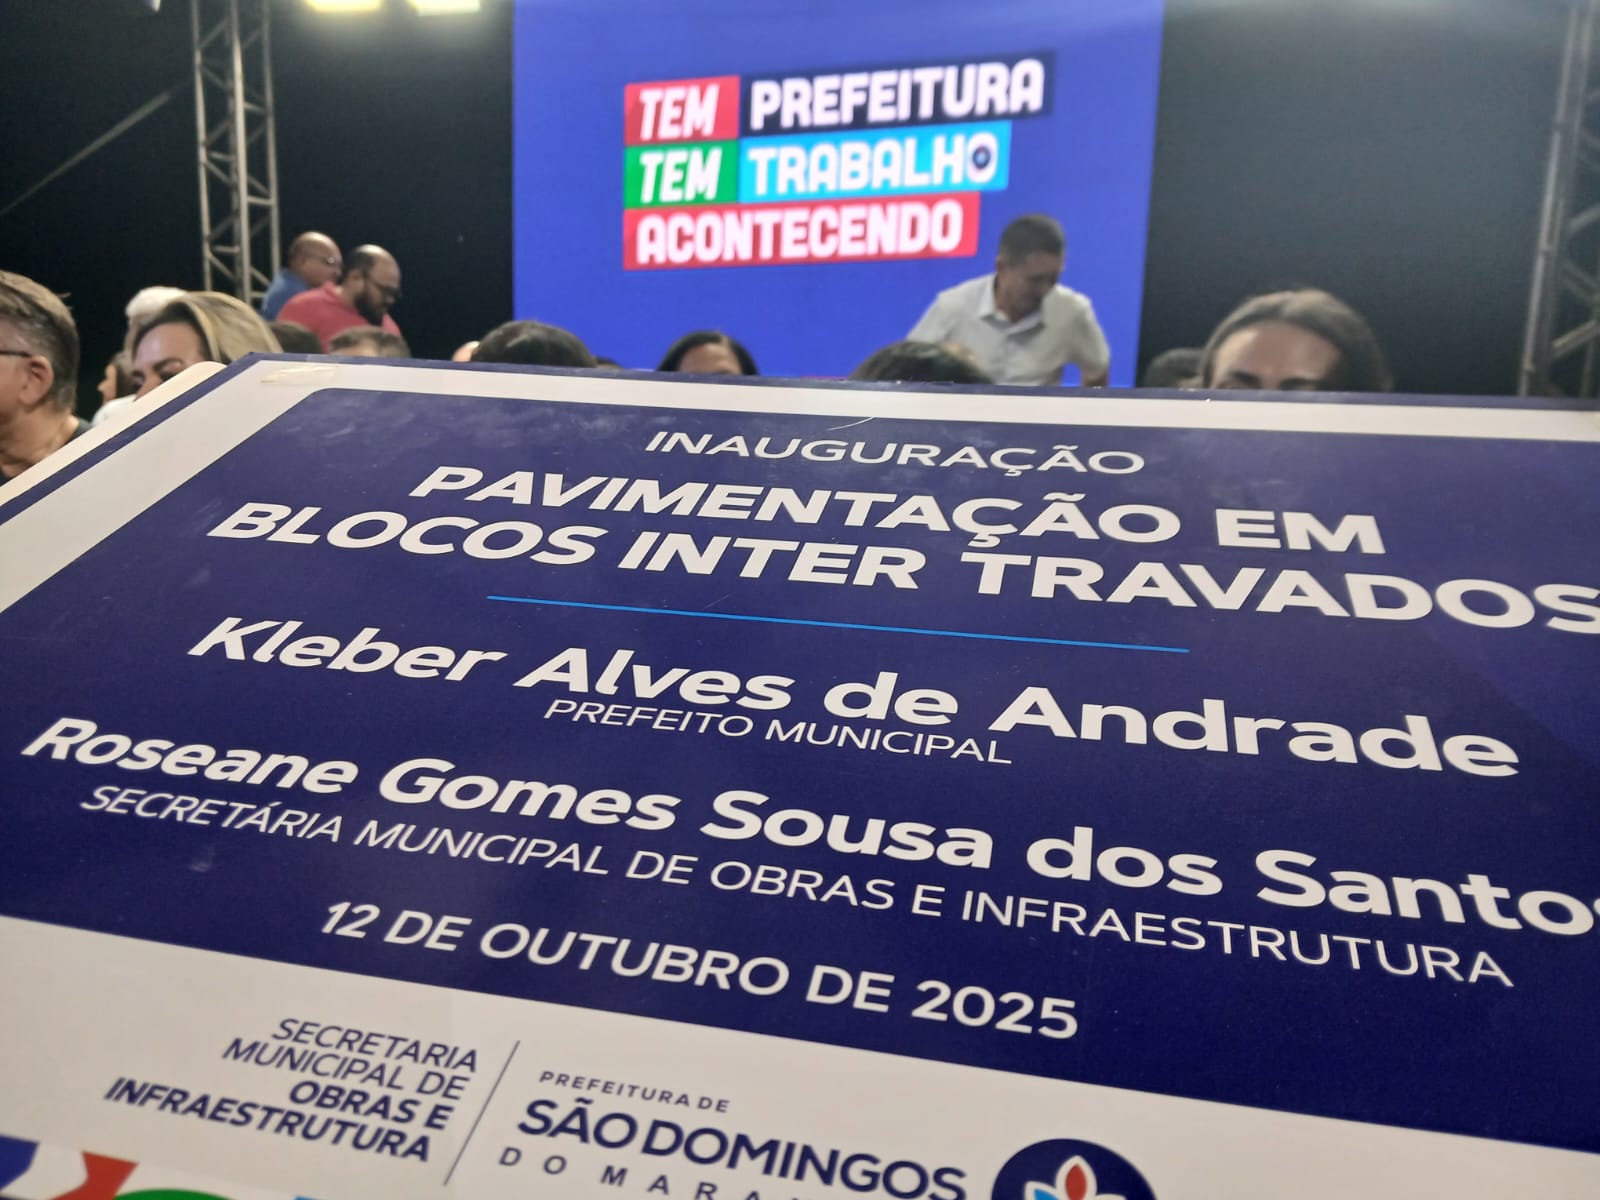 TEM PREFEITURA
TEM TRABALHO
ACONTECENDO
INAUGURAÇÃO
PAVIMENTAÇÃO EM
BLOCOS INTER TRAVADOS
Kleber Alves de Andrade
PREFEITO MUNICIPAL
Roseane Gomes Sousa dos Santos
SECRETÁRIA MUNICIPAL DE OBRAS E INFRAESTRUTURA
12 DE OUTUBRO DE 2025
SECRETARIA
MUNICIPAL DE
OBRAS E
INFRAESTRUTURA
PREFEITURA DE
SÃO DOMINGOS
DO